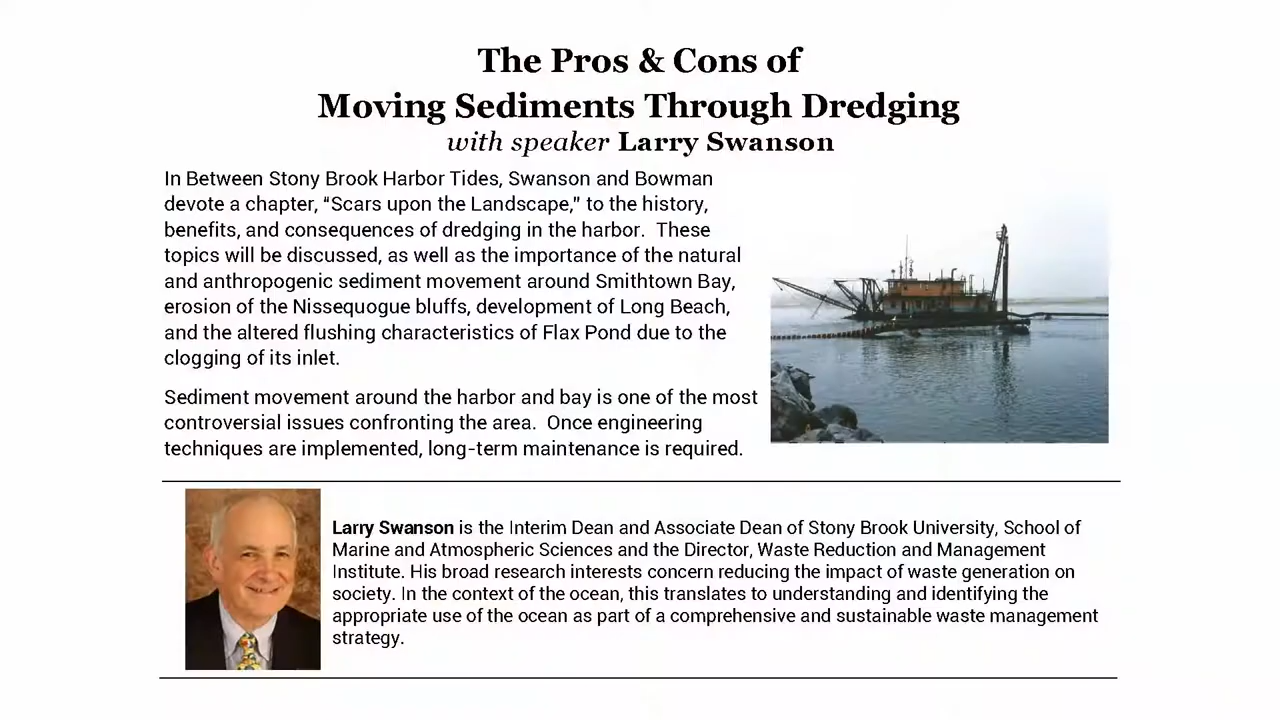 The Pros & Cons of
Moving Sediments Through Dredging
with speaker Larry Swanson
In Between Stony Brook Harbor Tides, Swanson and Bowman
devote a chapter, “Scars upon the Landscape,” to the history,
benefits, and consequences of dredging in the harbor.  These
topics will be discussed, as well as the importance of the natural
and anthropogenic sediment movement around Smithtown Bay,
erosion of the Nissequogue bluffs, development of Long Beach,
and the altered flushing characteristics of Flax Pond due to the
clogging of its inlet.
Sediment movement around the harbor and bay is one of the most
controversial issues confronting the area.  Once engineering
techniques are implemented, long-term maintenance is required.
Larry Swanson is the Interim Dean and Associate Dean of Stony Brook University, School of
Marine and Atmospheric Sciences and the Director, Waste Reduction and Management
Institute. His broad research interests concern reducing the impact of waste generation on
society. In the context of the ocean, this translates to understanding and identifying the
appropriate use of the ocean as part of a comprehensive and sustainable waste management
strategy.